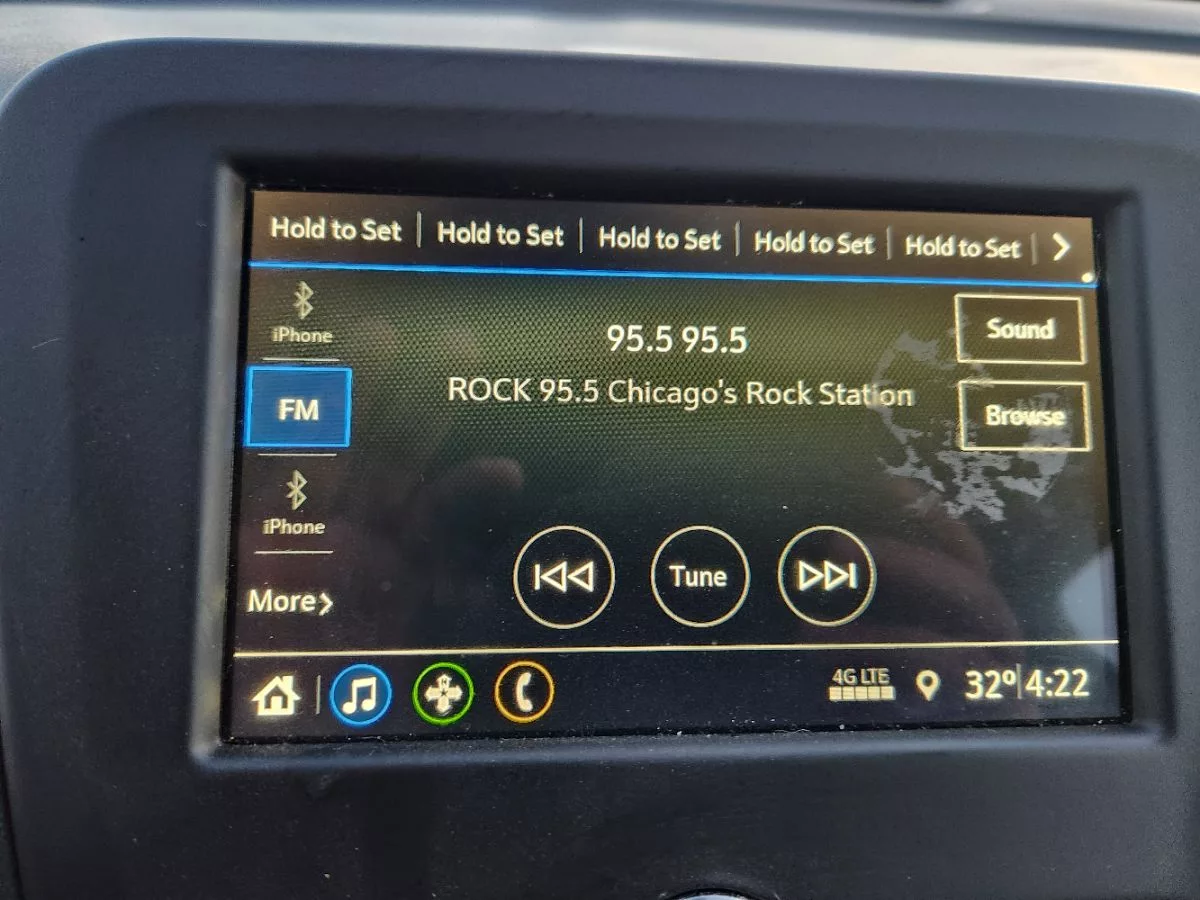 Hold to Set Hold to Set Hold to Set Hold to Set Hold to Set
iPhone
95.5 95.5
Sound
FM
ROCK 95.5 Chicago's Rock Station
Browse
iPhone
Tune
More
4G LTE
32° 4:22